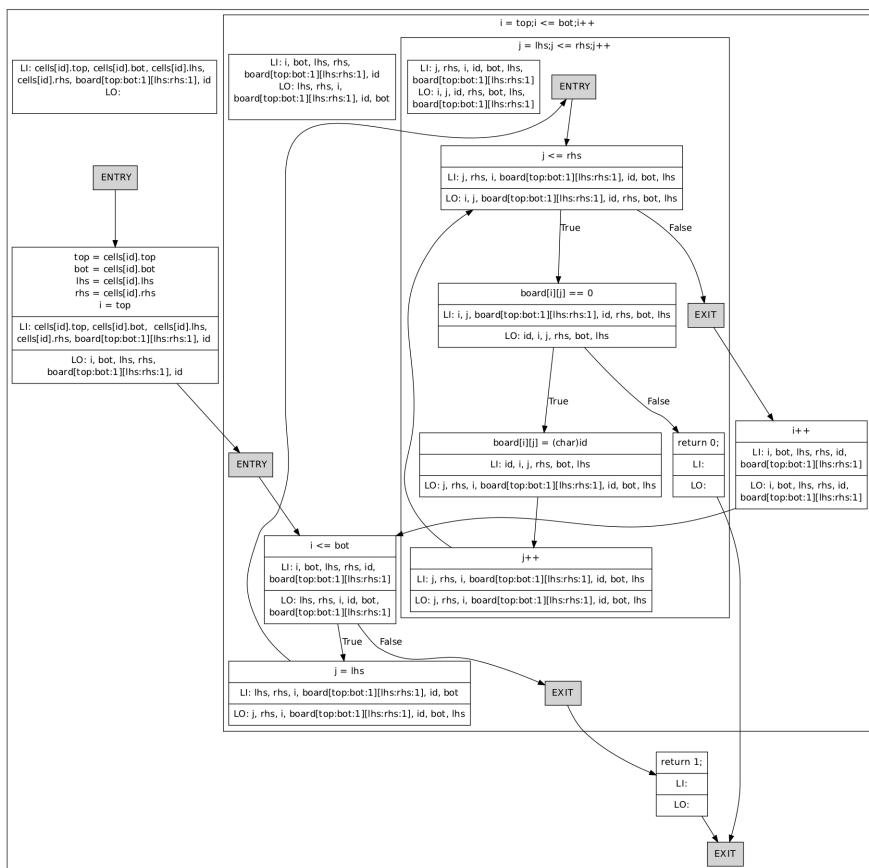 i = top;i <= bot;i++
j = lhs;j <= rhs;j++
LI: cells[id].top, cells[id].bot, cells[id].lhs,
cells[id].rhs, board[top:bot:1][lhs:rhs:1], id
LO:
LI: i, bot, lhs, rhs,
board[top:bot:1][lhs:rhs:1], id
LO: lhs, rhs, i,
board[top:bot:1][lhs:rhs:1], id, bot
LI: j, rhs, i, id, bot, lhs,
board[top:bot:1][lhs:rhs:1]
LO: i, j, id, rhs, bot, lhs,
board[top:bot:1][lhs:rhs:1]
ENTRY
j <= rhs
LI: j, rhs, i, board[top:bot:1][lhs:rhs:1], id, bot, lhs
LO: i, j, board[top:bot:1][lhs:rhs:1], id, rhs, bot, lhs
ENTRY
True
False
top = cells[id].top
bot = cells[id].bot
lhs = cells[id].lhs
rhs = cells[id].rhs
i = top
LI: cells[id].top, cells[id].bot, cells[id].lhs,
cells[id].rhs, board[top:bot:1][lhs:rhs:1], id
LO: i, bot, lhs, rhs,
board[top:bot:1][lhs:rhs:1], id
board[i][j] == 0
LI: i, j, board[top:bot:1][lhs:rhs:1], id, rhs, bot, lhs
LO: id, i, j, rhs, bot, lhs
EXIT
True
False
board[i][j] = (char)id
LI: id, i, j, rhs, bot, lhs
LO: j, rhs, i, board[top:bot:1][lhs:rhs:1], id, bot, lhs
return 0;
LI:
LO:
i++
LI: i, bot, lhs, rhs, id,
board[top:bot:1][lhs:rhs:1]
LO: i, bot, lhs, rhs, id,
board[top:bot:1][lhs:rhs:1]
ENTRY
i <= bot
LI: i, bot, lhs, rhs, id,
board[top:bot:1][lhs:rhs:1]
LO: lhs, rhs, i, id, bot,
board[top:bot:1][lhs:rhs:1]
j++
LI: j, rhs, i, board[top:bot:1][lhs:rhs:1], id, bot, lhs
LO: j, rhs, i, board[top:bot:1][lhs:rhs:1], id, bot, lhs
True
False
j = lhs
LI: lhs, rhs, i, board[top:bot:1][lhs:rhs:1], id, bot
LO: j, rhs, i, board[top:bot:1][lhs:rhs:1], id, bot, lhs
EXIT
return 1;
LI:
LO:
EXIT